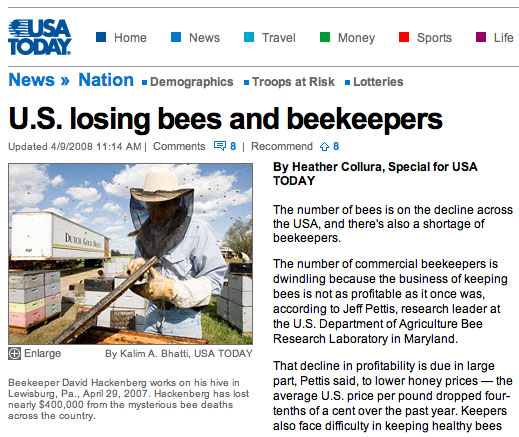 USA
TODAY.
Home
News
Travel
Money
Sports
Life
News » Nation
Demographics
Troops at Risk
Lotteries
U.S. losing bees and beekeepers
Updated 4/9/2008 11:14 AM | Comments 8 | Recommend 8
DUTCH GOLD HONEY
Enlarge
By Kalim A. Bhatti, USA TODAY
Beekeeper David Hackenberg works on his hive in
Lewisburg, Pa., April 29, 2007. Hackenberg has lost
nearly $400,000 from the mysterious bee deaths
across the country.
By Heather Collura, Special for USA
TODAY
The number of bees is on the decline across
the USA, and there's also a shortage of
beekeepers.
The number of commercial beekeepers is
dwindling because the business of keeping
bees is not as profitable as it once was,
according to Jeff Pettis, research leader at
the U.S. Department of Agriculture Bee
Research Laboratory in Maryland.
That decline in profitability is due in large
part, Pettis said, to lower honey prices — the
average U.S. price per pound dropped four-
tenths of a cent over the past year. Keepers
also face difficulty in keeping healthy bees